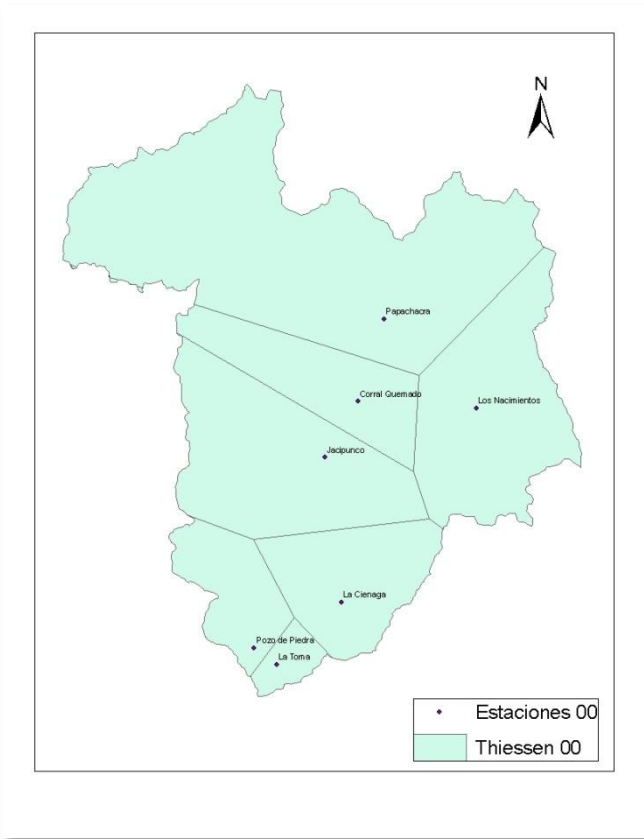 N
Papachacra
Corral Quemado
Los Nacimientos
Jacipunco
La Cienaga
Pozo de Piedra
La Toma
Estaciones 00
Thiessen 00